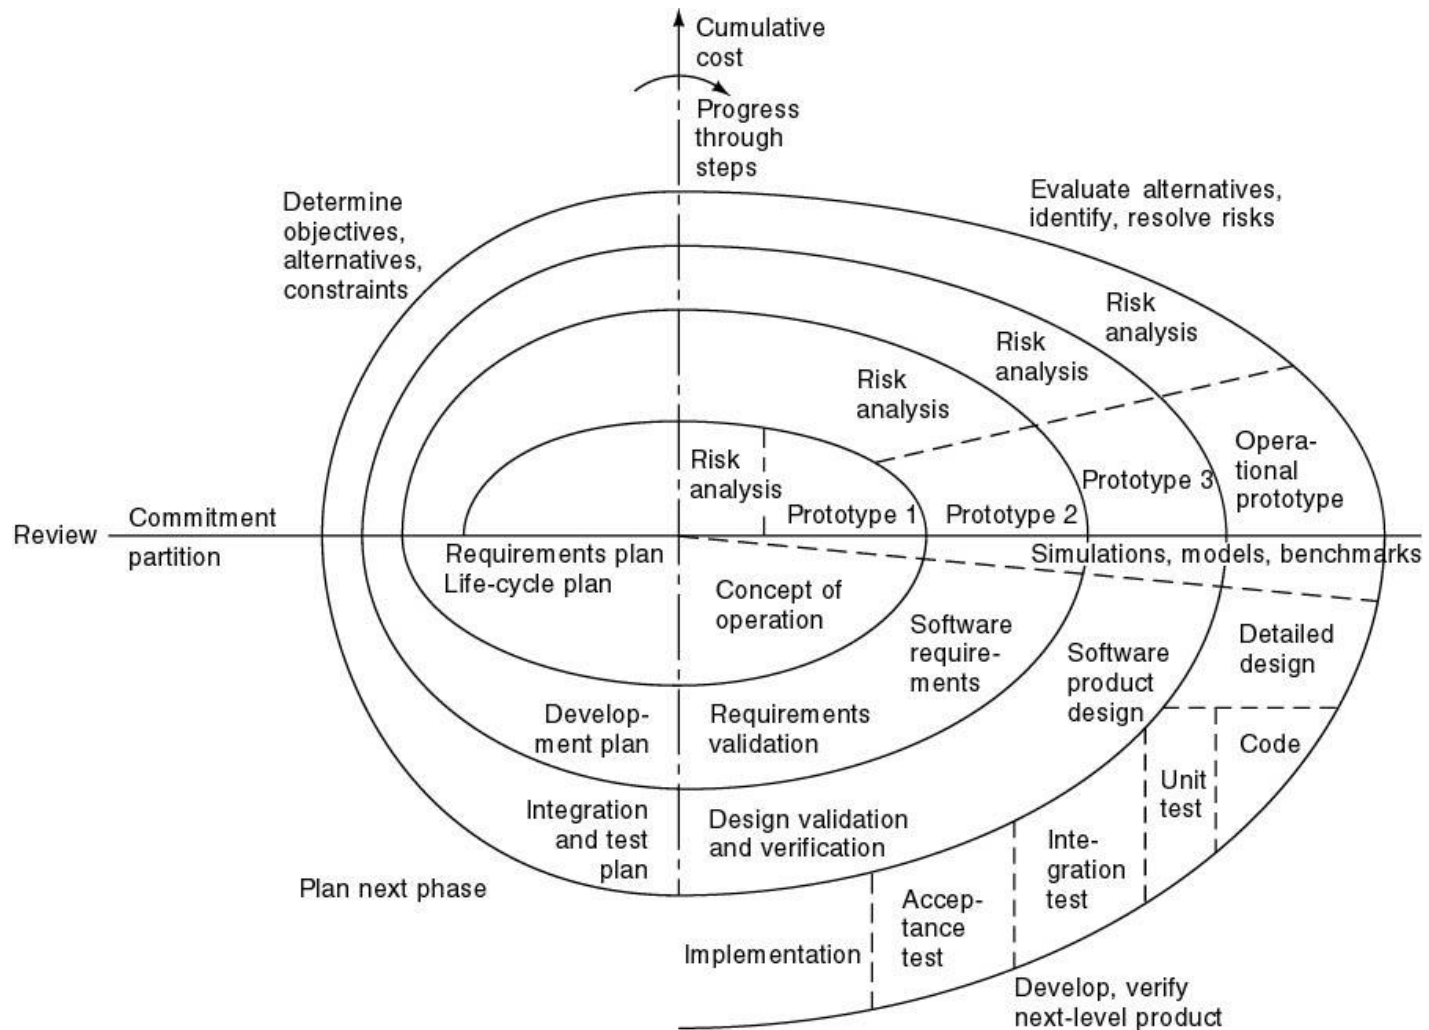 Cumulative
cost
Progress
through
steps
Determine
objectives,
alternatives,
constraints
Evaluate alternatives,
identify, resolve risks
Risk
analysis
Risk
analysis
Risk
analysis
Risk
analysis
Opera-
tional
prototype
Prototype 3
Prototype 2
Prototype 1
Review
Commitment
partition
Requirements plan
Life-cycle plan
Simulations, models, benchmarks
Concept of
operation
Software
require-
ments
Software
product
design
Detailed
design
Develop-
ment plan
Requirements
validation
Code
Unit
test
Integration
and test
plan
Design validation
and verification
Inte-
gration
test
Accep-
tance
test
Implementation
Plan next phase
Develop, verify
next-level product